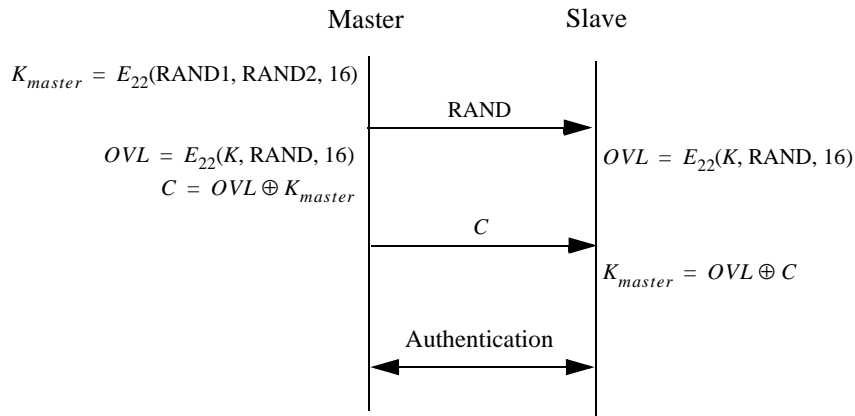 Master Slave
K_master = E_22(RAND1, RAND2, 16)
RAND
OVL = E_22(K, RAND, 16) OVL = E_22(K, RAND, 16)
C = OVL ⊕ K_master
C
K_master = OVL ⊕ C
Authentication